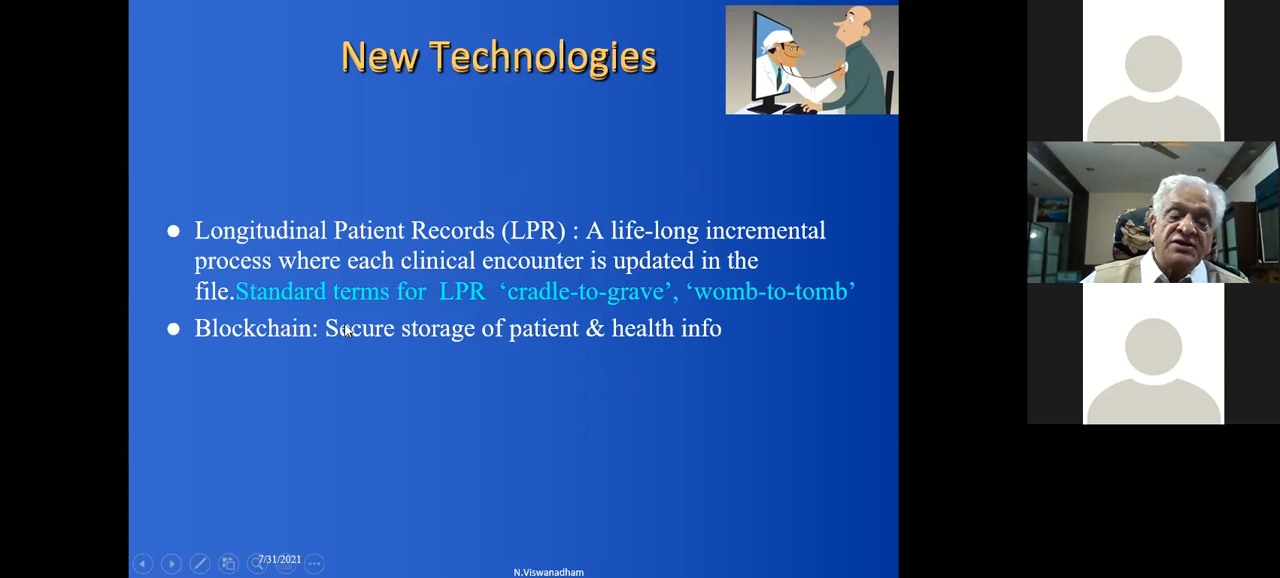 New Technologies
● Longitudinal Patient Records (LPR) : A life-long incremental
process where each clinical encounter is updated in the
file.Standard terms for LPR ‘cradle-to-grave’, ‘womb-to-tomb’
● Blockchain: Secure storage of patient & health info
7/31/2021
N.Viswanadham